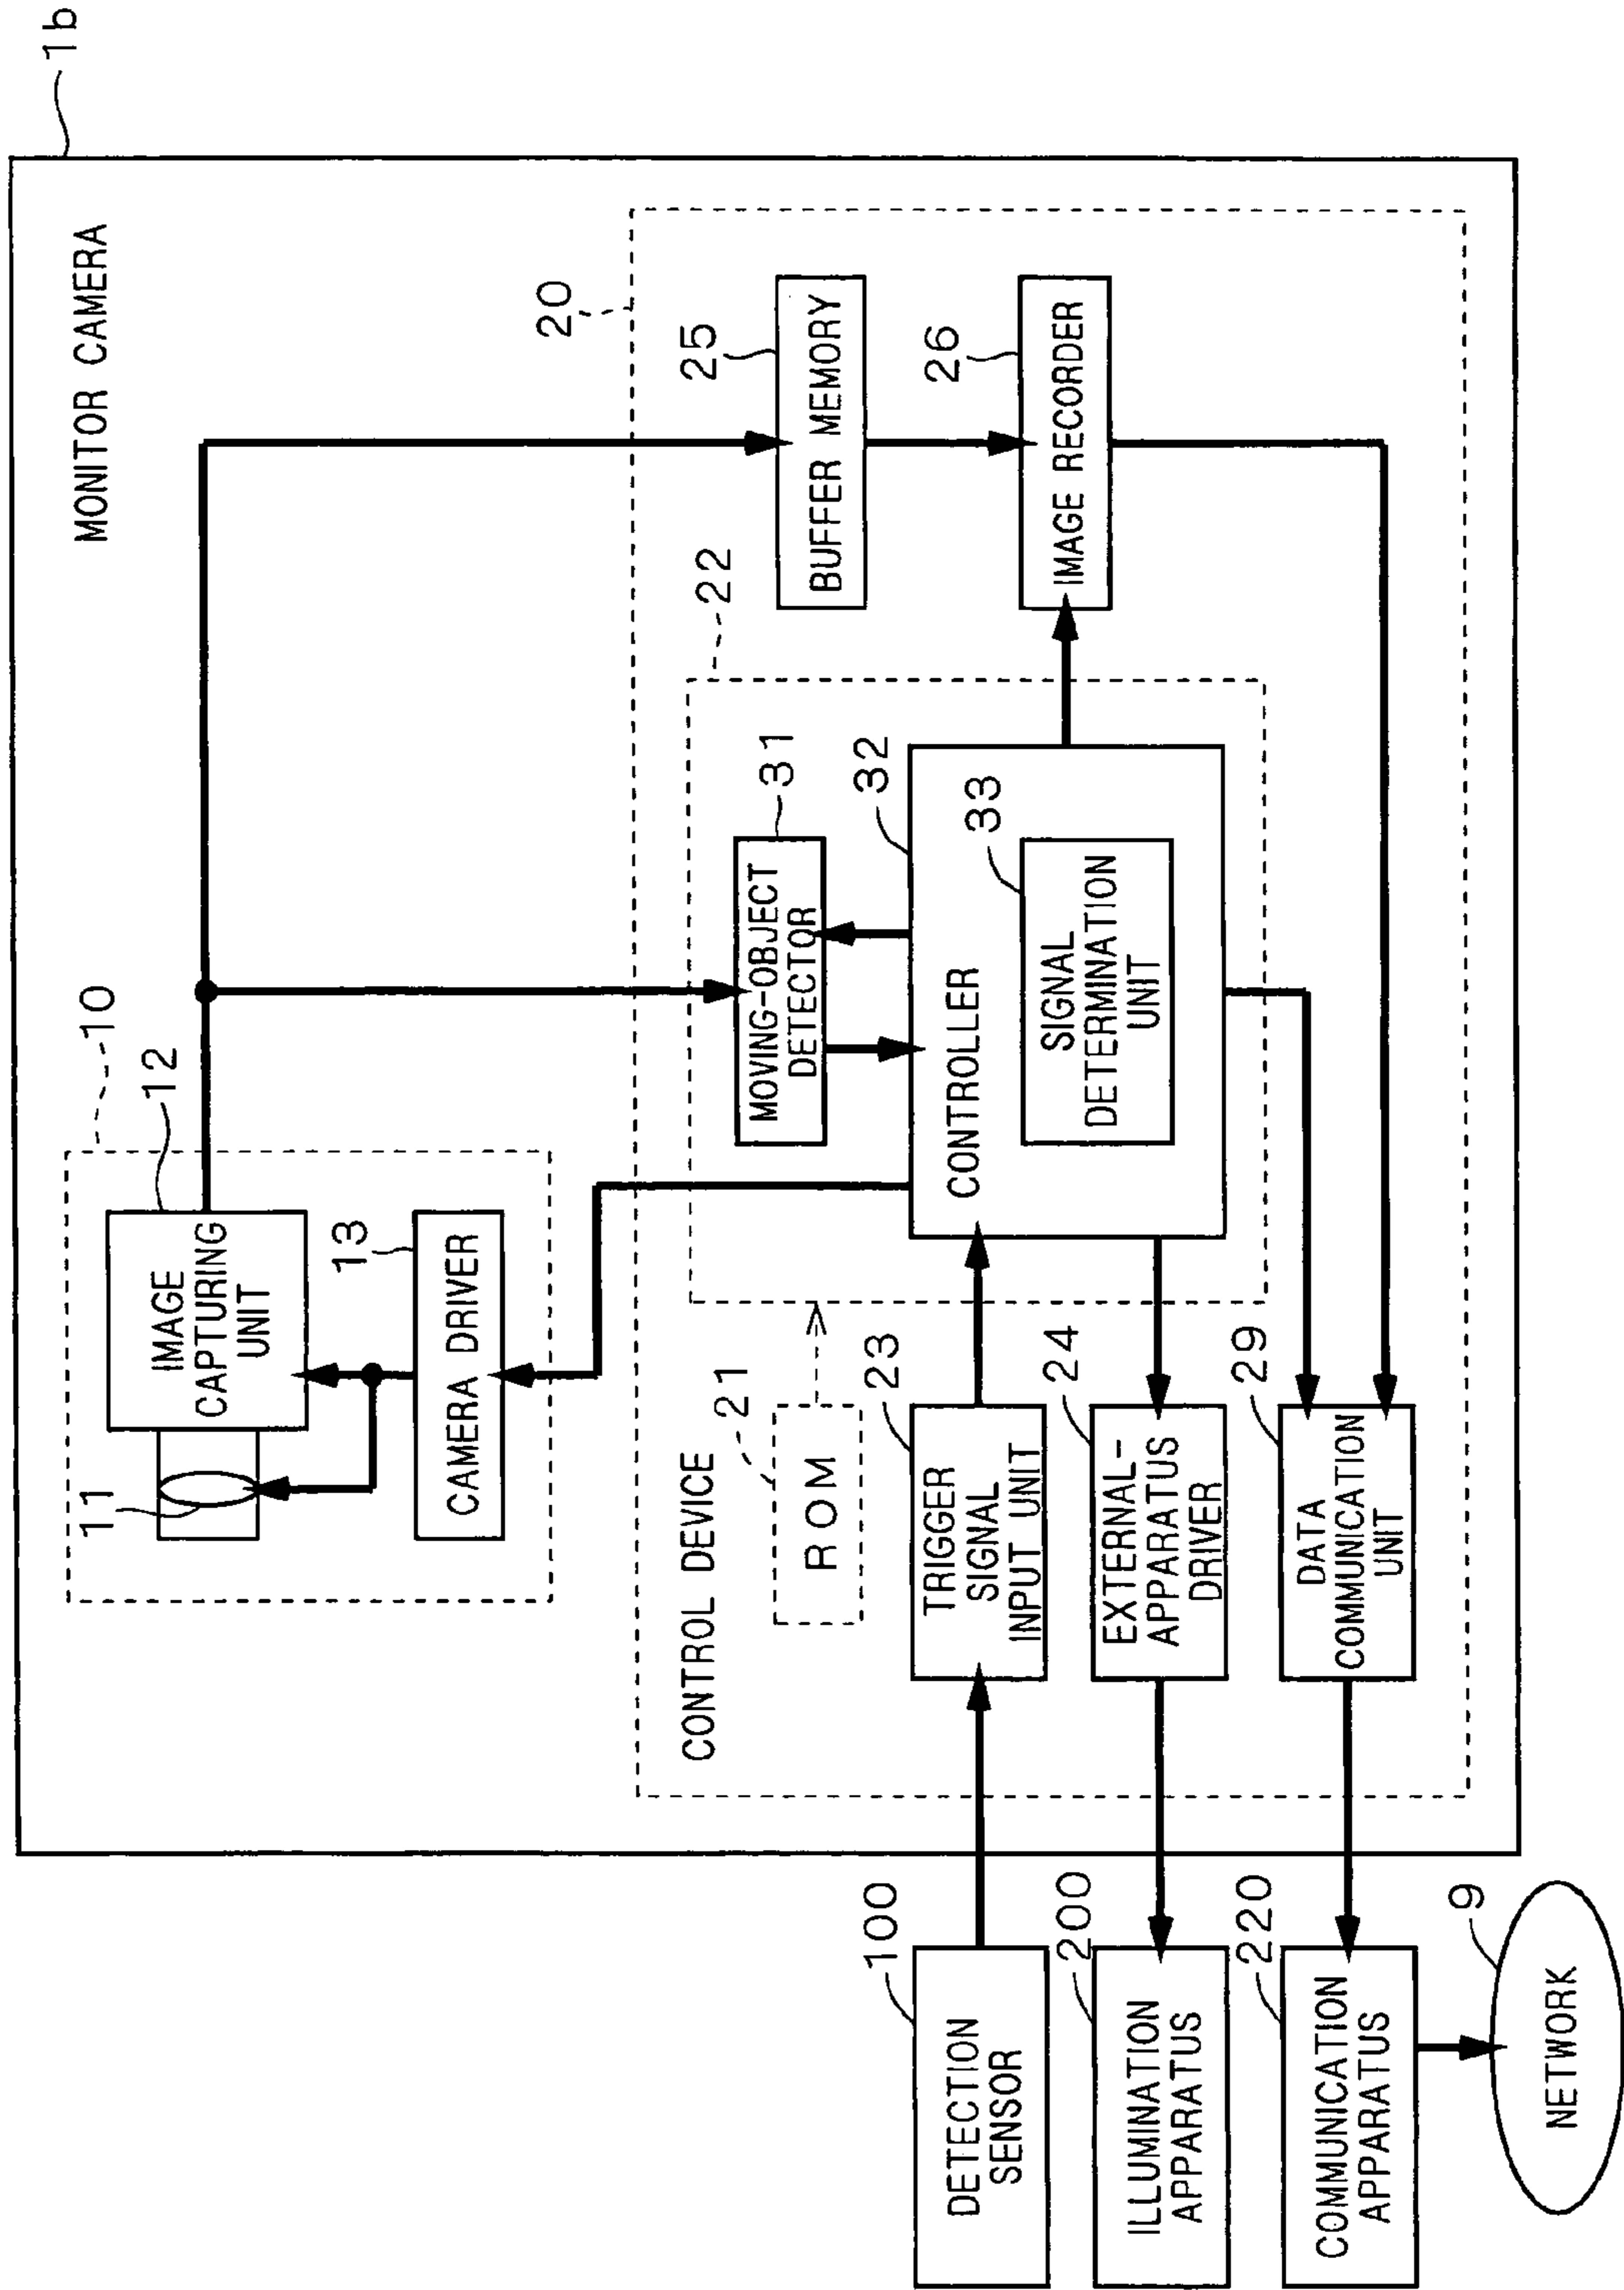 1b
MONITOR CAMERA
10
12
11
IMAGE
CAPTURING
UNIT
13
CAMERA DRIVER
20
CONTROL DEVICE
21
ROM
22
25
BUFFER MEMORY
31
MOVING-OBJECT
DETECTOR
32
CONTROLLER
33
SIGNAL
DETERMINATION
UNIT
26
IMAGE RECORDER
23
TRIGGER
SIGNAL
INPUT UNIT
24
EXTERNAL-
APPARATUS
DRIVER
29
DATA
COMMUNICATION
UNIT
100
DETECTION
SENSOR
200
ILLUMINATION
APPARATUS
220
COMMUNICATION
APPARATUS
9
NETWORK